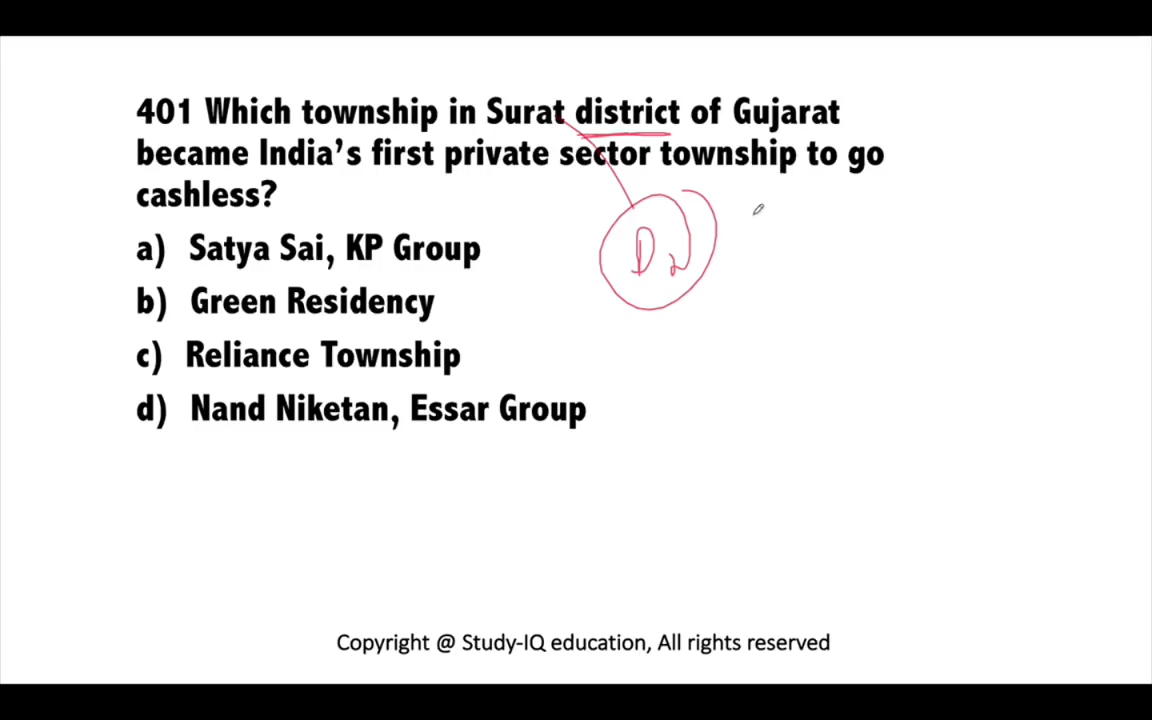 401 Which township in Surat district of Gujarat
became India's first private sector township to go
cashless?
a) Satya Sai, KP Group
b) Green Residency
c) Reliance Township
d) Nand Niketan, Essar Group
Copyright @ Study-IQ education, All rights reserved